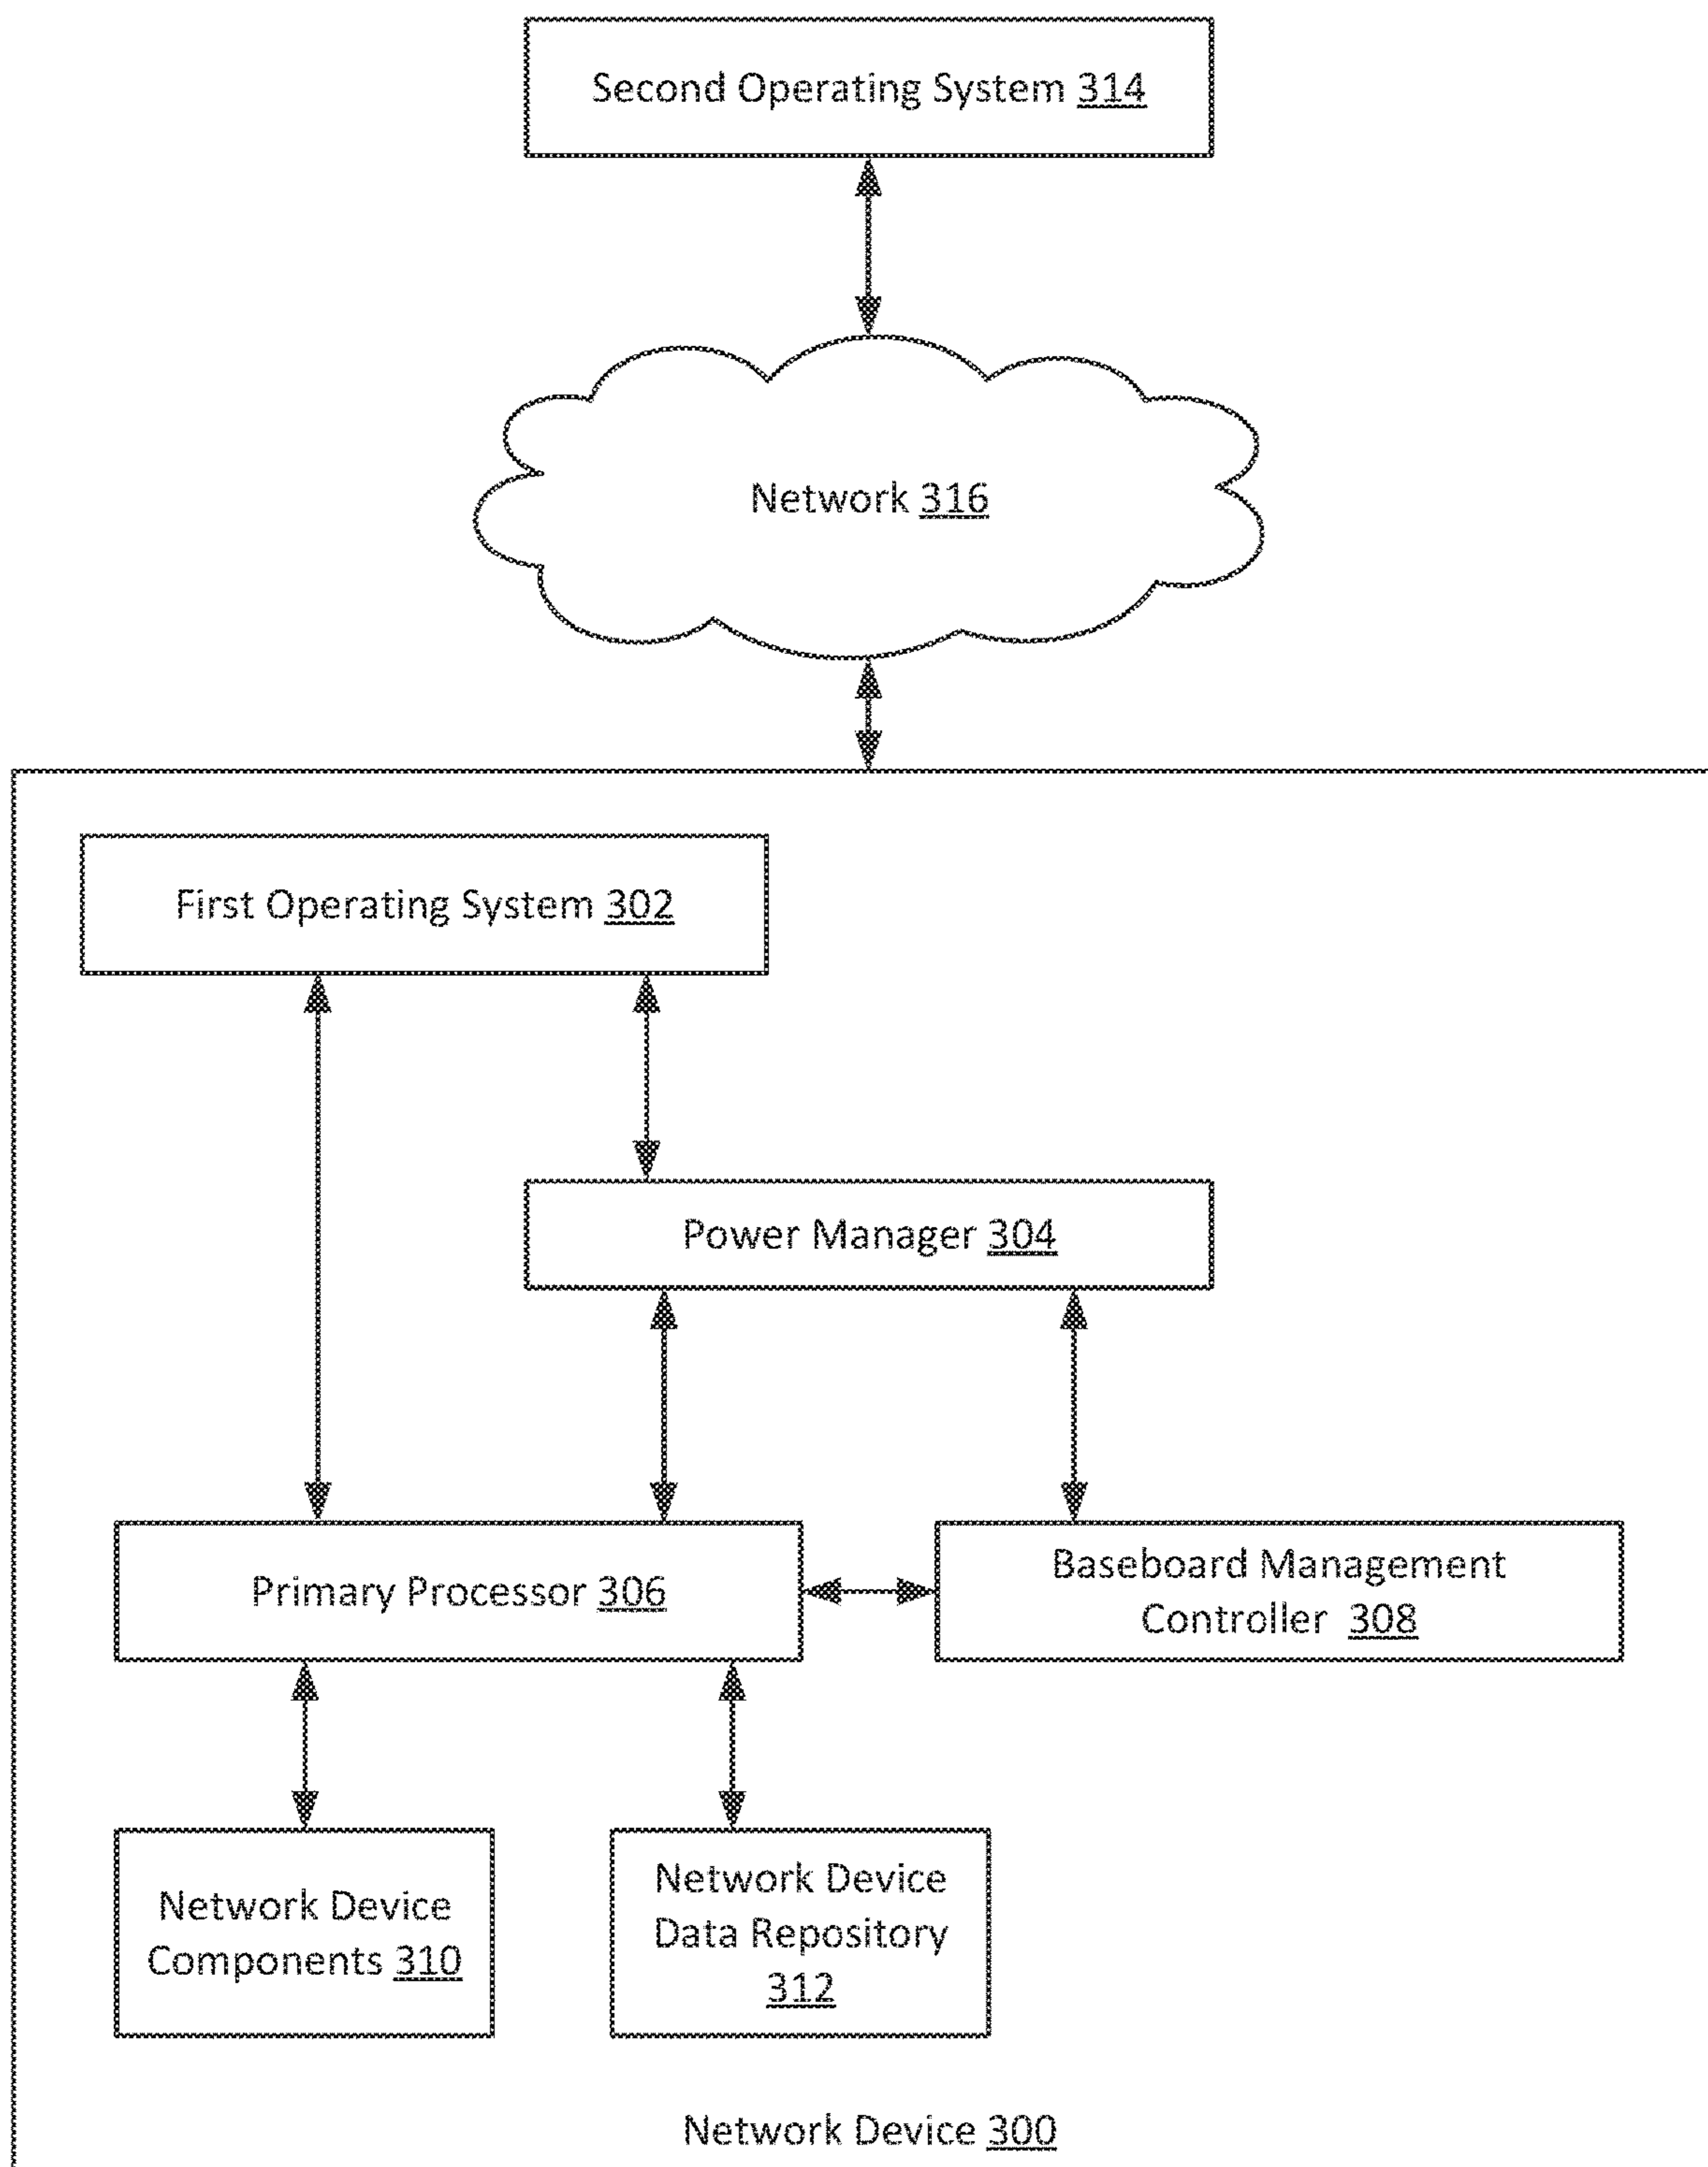 Second Operating System 314
Network 316
First Operating System 302
Power Manager 304
Primary Processor 306
Baseboard Management
Controller 308
Network Device
Components 310
Network Device
Data Repository
312
Network Device 300